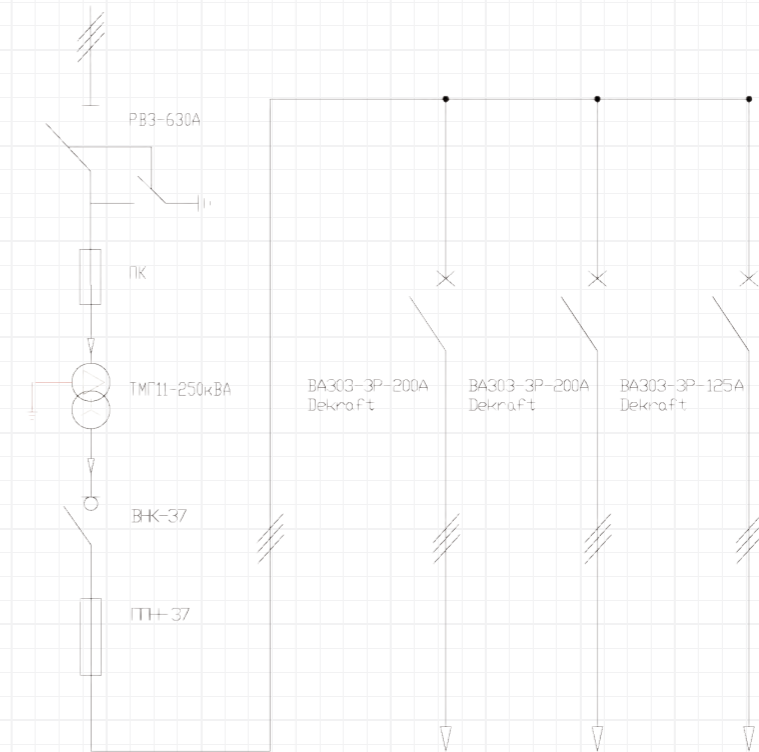 РВЗ-630А
ПК
ТМГ11-250кВА
ВНК-37
ППН-37
ВА303-3Р-200А
Dekraft
ВА303-3Р-200А
Dekraft
ВА303-3Р-125А
Dekraft